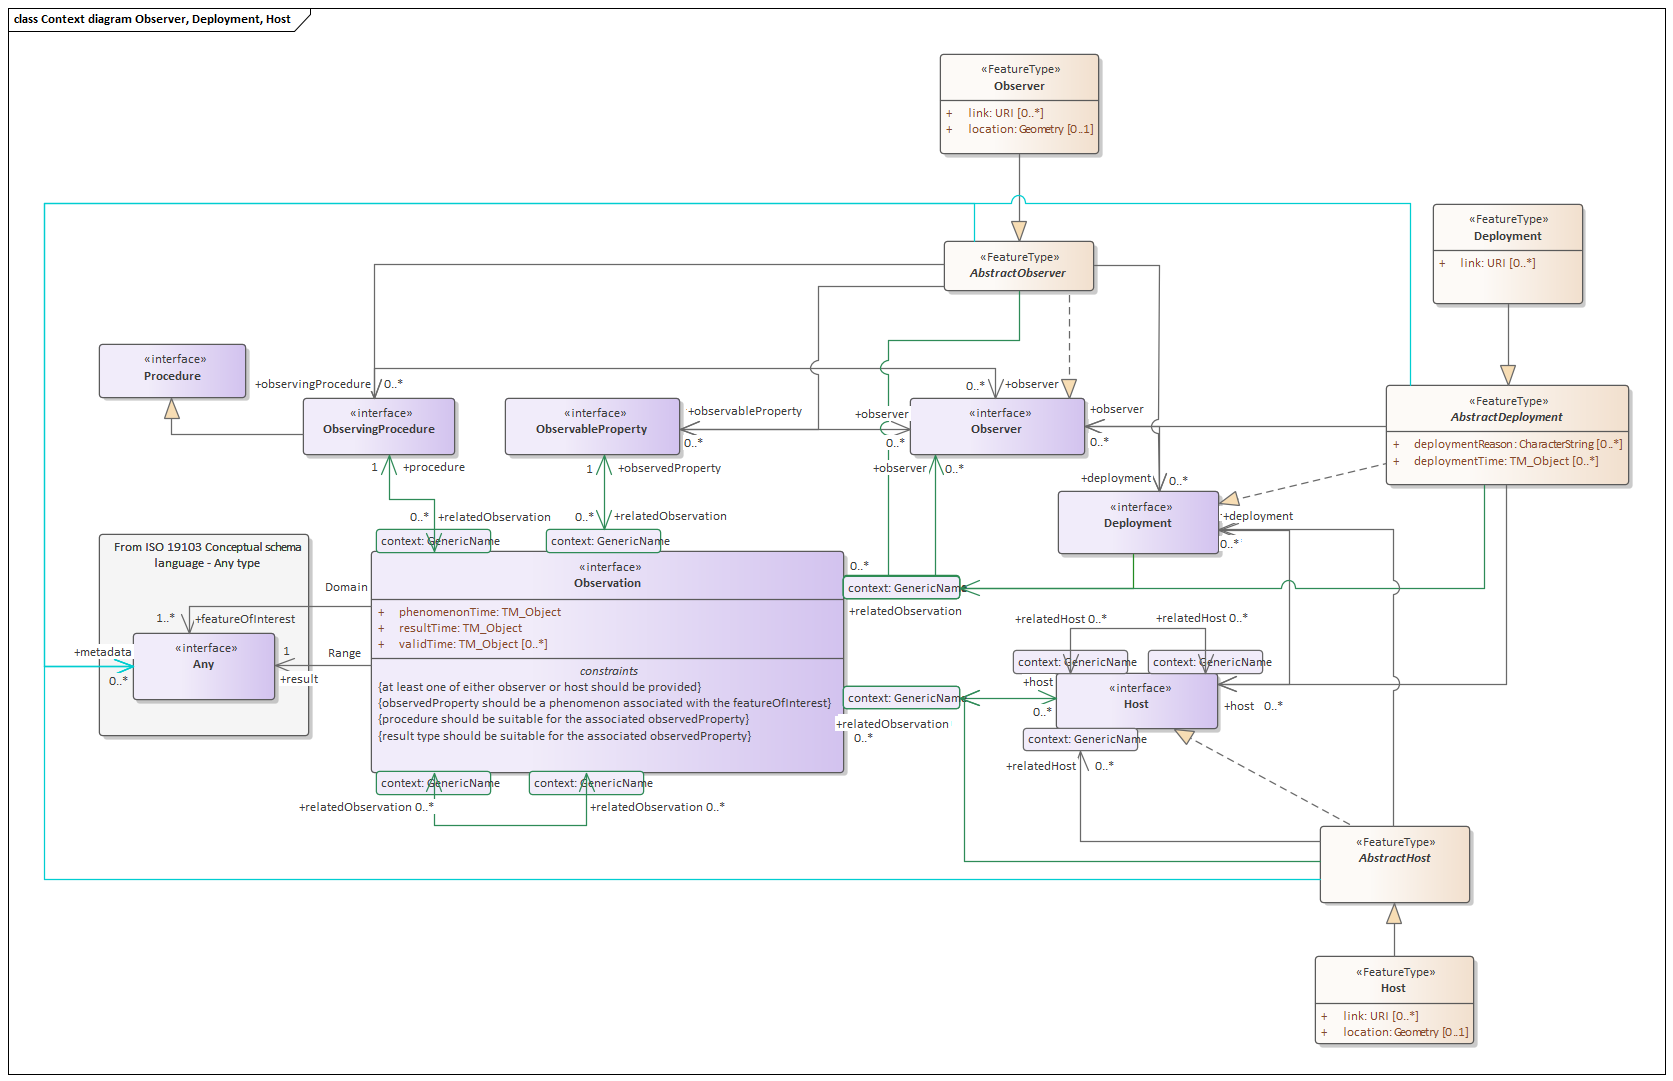 class Context diagram Observer, Deployment, Host
«FeatureType»
Observer
+ link: URI [0..*]
+ location: Geometry [0..1]
«FeatureType»
Deployment
+ link: URI [0..*]
«FeatureType»
AbstractObserver
«interface»
Procedure
+observingProcedure
0..*
0..*
+observer
«FeatureType»
AbstractDeployment
+ deploymentReason: CharacterString [0..*]
+ deploymentTime: TM_Object [0..*]
«interface»
ObservingProcedure
«interface»
ObservableProperty
+observableProperty
0..*
+observer
0..*
«interface»
Observer
+observer
0..*
1
+procedure
1
+observedProperty
+observer
0..*
+deployment
0..*
0..*
+relatedObservation
0..*
+relatedObservation
«interface»
Deployment
+deployment
0..*
context: GenericName
context: GenericName
From ISO 19103 Conceptual schema
language - Any type
«interface»
Observation
0..*
Domain
context: GenericName
+relatedObservation
+ phenomenonTime: TM_Object
+ resultTime: TM_Object
+ validTime: TM_Object [0..*]
1..*
+featureOfInterest
+relatedHost 0..*
+relatedHost 0..*
+metadata
0..*
«interface»
Any
1
Range
+result
context: GenericName
context: GenericName
constraints
{at least one of either observer or host should be provided}
{observedProperty should be a phenomenon associated with the featureOfInterest}
{procedure should be suitable for the associated observedProperty}
{result type should be suitable for the associated observedProperty}
context: GenericName
+relatedObservation
0..*
+host
0..*
«interface»
Host
+host 0..*
context: GenericName
+relatedHost
0..*
context: GenericName
context: GenericName
+relatedObservation 0..*
+relatedObservation 0..*
«FeatureType»
AbstractHost
«FeatureType»
Host
+ link: URI [0..*]
+ location: Geometry [0..1]